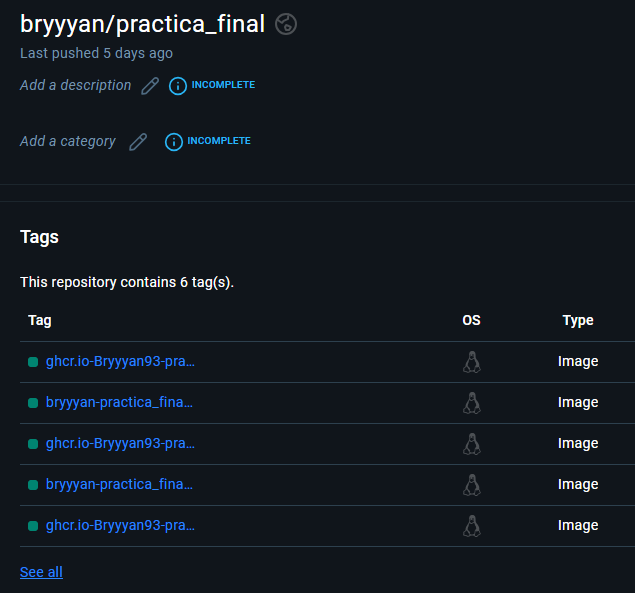 bryyyan/practica_final
Last pushed 5 days ago
Add a description INCOMPLETE
Add a category INCOMPLETE
Tags
This repository contains 6 tag(s).
Tag OS Type
ghcr.io-Bryyyan93-pra... Image
bryyyan-practica_fina... Image
ghcr.io-Bryyyan93-pra... Image
bryyyan-practica_fina... Image
ghcr.io-Bryyyan93-pra... Image
See all